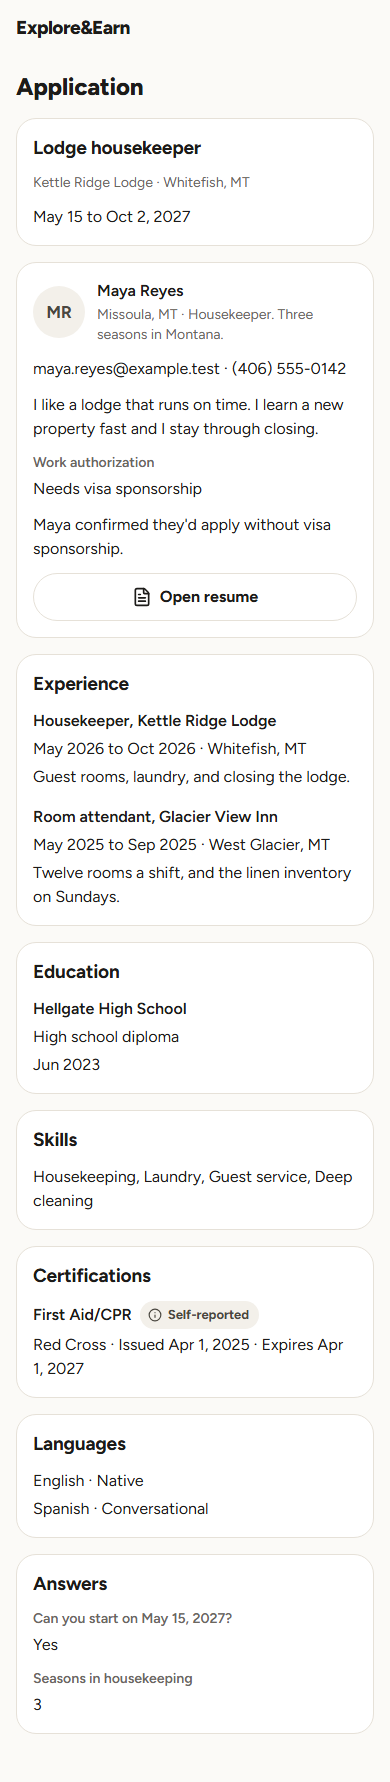 Explore&Earn
Application
Lodge housekeeper
Kettle Ridge Lodge · Whitefish, MT
May 15 to Oct 2, 2027
MR
Maya Reyes
Missoula, MT · Housekeeper. Three
seasons in Montana.
maya.reyes@example.test · (406) 555-0142
I like a lodge that runs on time. I learn a new
property fast and I stay through closing.
Work authorization
Needs visa sponsorship
Maya confirmed they'd apply without visa
sponsorship.
Open resume
Experience
Housekeeper, Kettle Ridge Lodge
May 2026 to Oct 2026 · Whitefish, MT
Guest rooms, laundry, and closing the lodge.
Room attendant, Glacier View Inn
May 2025 to Sep 2025 · West Glacier, MT
Twelve rooms a shift, and the linen inventory
on Sundays.
Education
Hellgate High School
High school diploma
Jun 2023
Skills
Housekeeping, Laundry, Guest service, Deep
cleaning
Certifications
First Aid/CPR Self-reported
Red Cross · Issued Apr 1, 2025 · Expires Apr
1, 2027
Languages
English · Native
Spanish · Conversational
Answers
Can you start on May 15, 2027?
Yes
Seasons in housekeeping
3